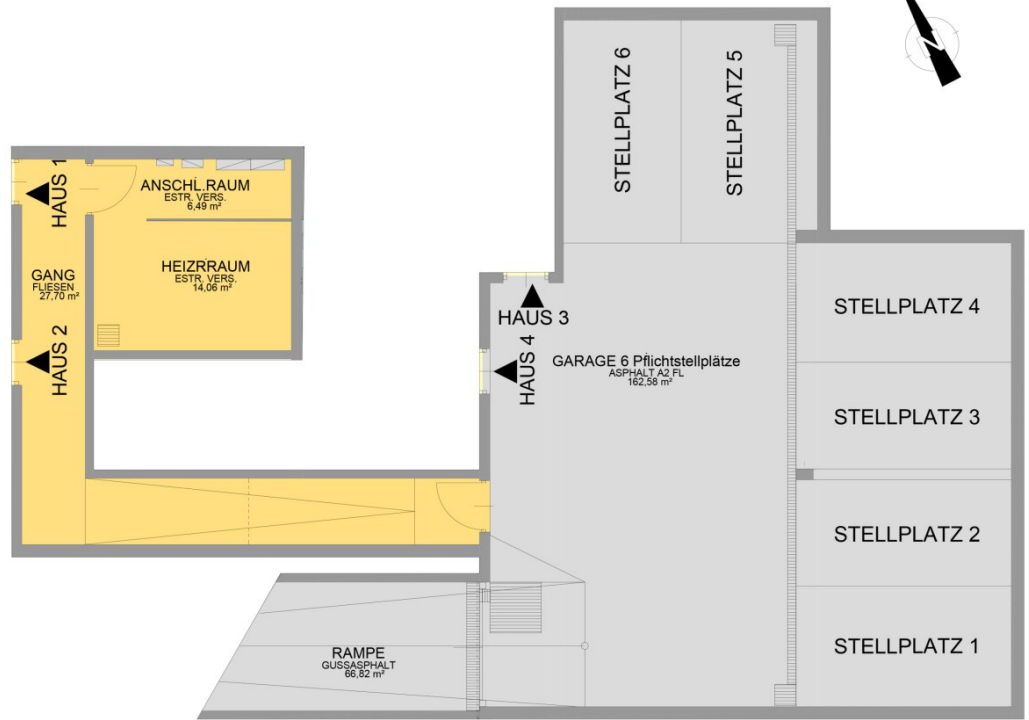 N
STELLPLATZ 6
STELLPLATZ 5
HAUS 1
ANSCHL.RAUM
ESTR. VERS.
6,49 m²
GANG
FLIESEN
27,70 m²
HEIZRRAUM
ESTR. VERS.
14,06 m²
HAUS 2
HAUS 3
HAUS 4
GARAGE 6 Pflichtstellplätze
ASPHALT A2 FL
162,58 m²
STELLPLATZ 4
STELLPLATZ 3
STELLPLATZ 2
STELLPLATZ 1
RAMPE
GUSSASPHALT
66,82 m²